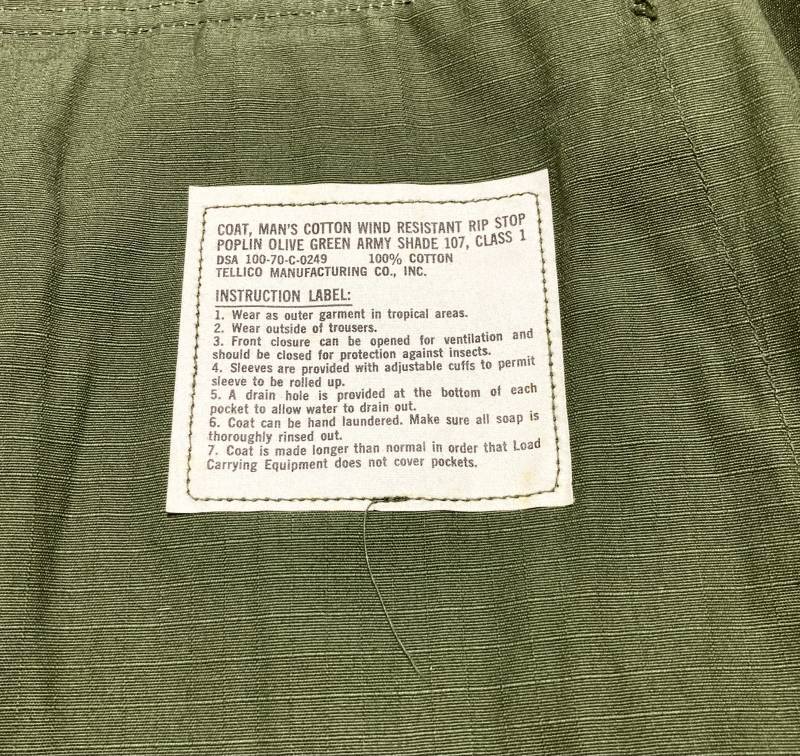 COAT, MAN'S COTTON WIND RESISTANT RIP STOP
POPLIN OLIVE GREEN ARMY SHADE 107, CLASS 1
DSA 100-70-C-0249 100% COTTON
TELLICO MANUFACTURING CO., INC.
INSTRUCTION LABEL:
1. Wear as outer garment in tropical areas.
2. Wear outside of trousers.
3. Front closure can be opened for ventilation and
should be closed for protection against insects.
4. Sleeves are provided with adjustable cuffs to permit
sleeve to be rolled up.
5. A drain hole is provided at the bottom of each
pocket to allow water to drain out.
6. Coat can be hand laundered. Make sure all soap is
thoroughly rinsed out.
7. Coat is made longer than normal in order that Load
Carrying Equipment does not cover pockets.